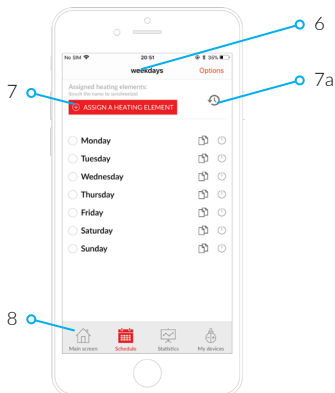 6
No SIM 20:51 35%
weekdays Options
7a
Assigned heating elements:
(touch the name to synchronize)
7
ASSIGN A HEATING ELEMENT
Monday
Tuesday
Wednesday
Thursday
Friday
Saturday
Sunday
8
Main screen Schedule Statistics My devices